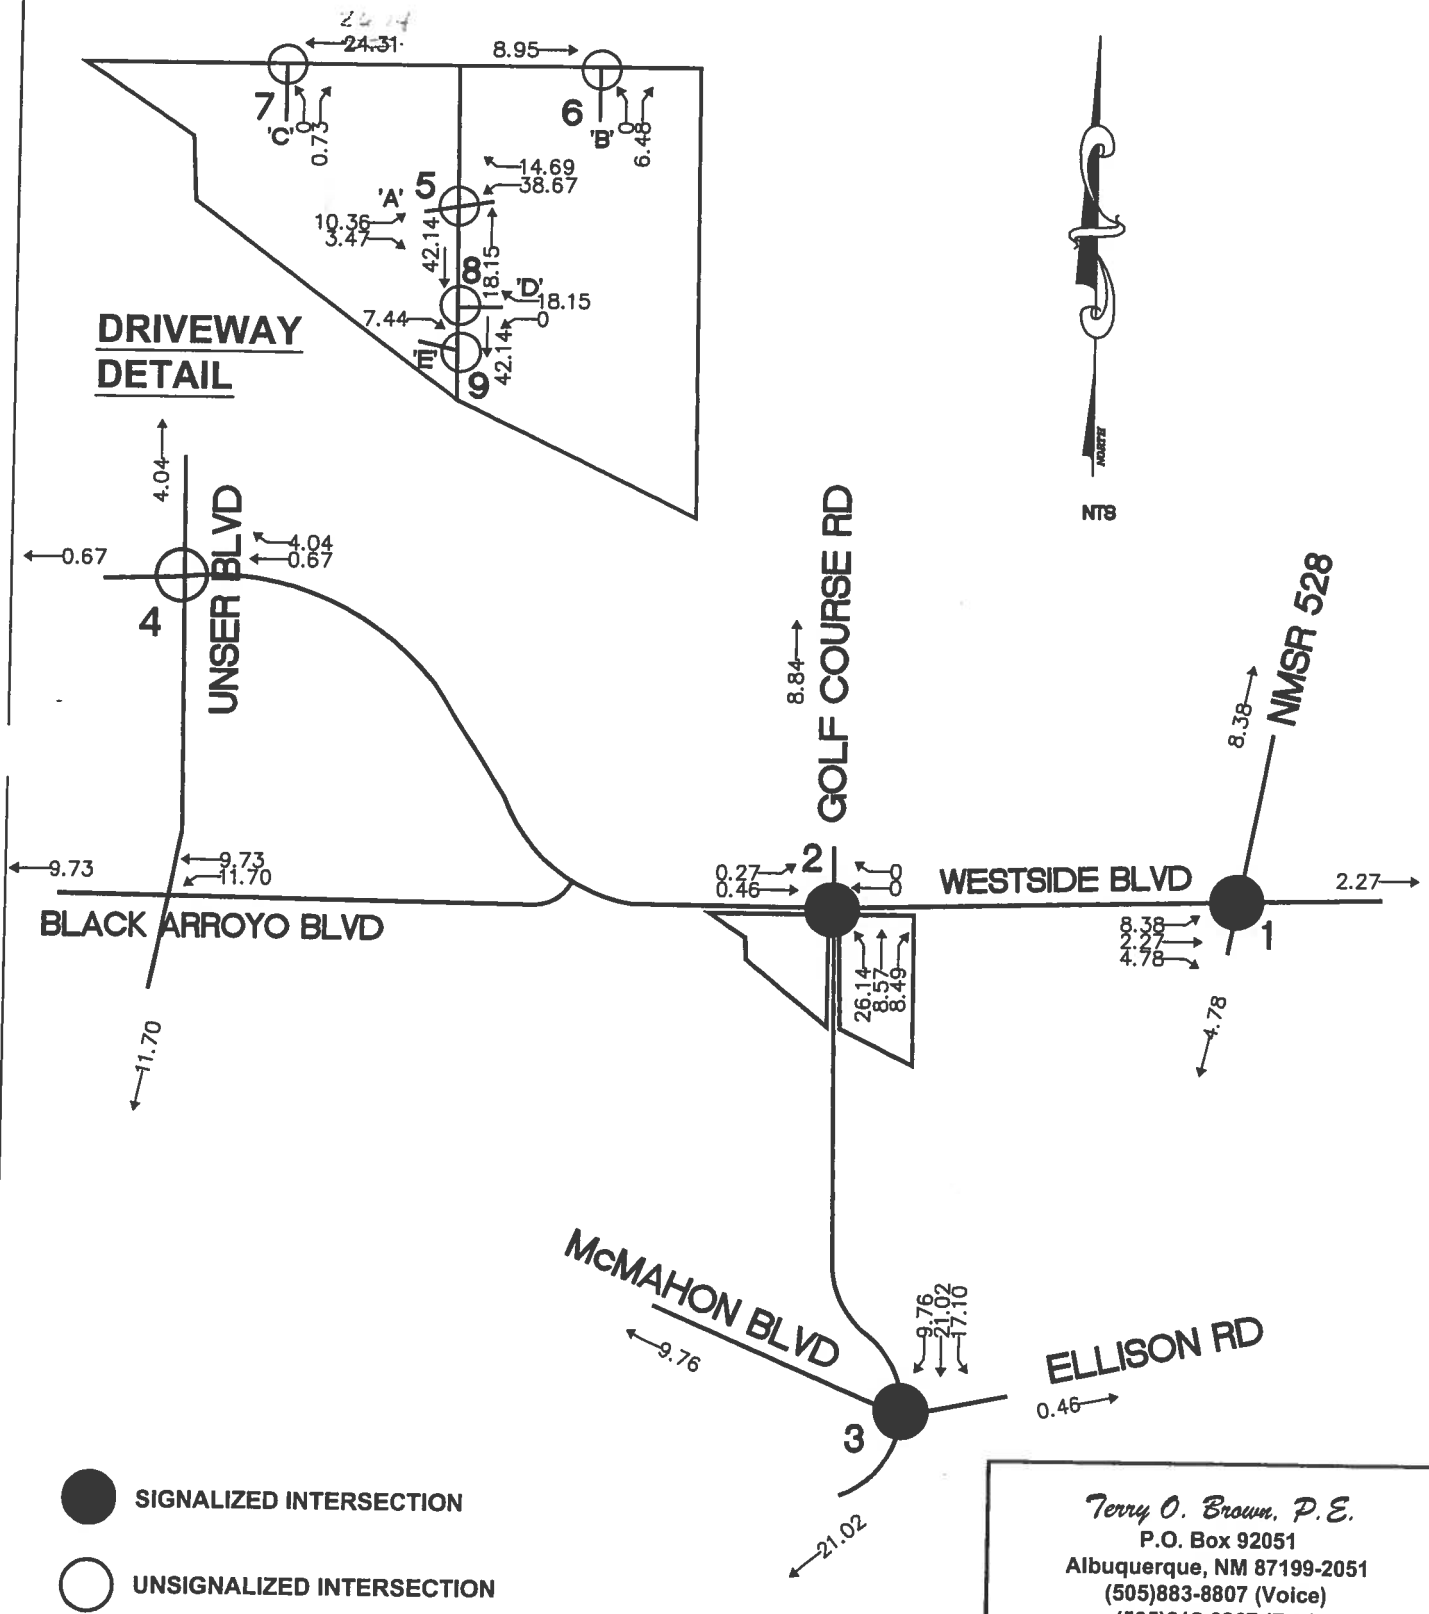 24.31
8.95
7
'C'
0
0.73
6
'B'
0
6.48
14.69
38.67
'A'
5
10.36
3.47
42.14
18.15
8
'D'
18.15
7.44
0
'E'
42.14
9
DRIVEWAY
DETAIL
NORTH
NTS
4.04
UNSER BLVD
4.04
0.67
0.67
4
GOLF COURSE RD
8.84
NMSR 528
8.38
9.73
9.73
11.70
BLACK ARROYO BLVD
11.70
2
0.27
0.46
0
0
WESTSIDE BLVD
2.27
8.38
2.27
4.78
1
4.78
26.14
8.57
8.49
McMAHON BLVD
9.76
9.76
21.02
17.10
ELLISON RD
0.46
3
21.02
SIGNALIZED INTERSECTION
UNSIGNALIZED INTERSECTION
Terry O. Brown, P.E.
P.O. Box 92051
Albuquerque, NM 87199-2051
(505)883-8807 (Voice)